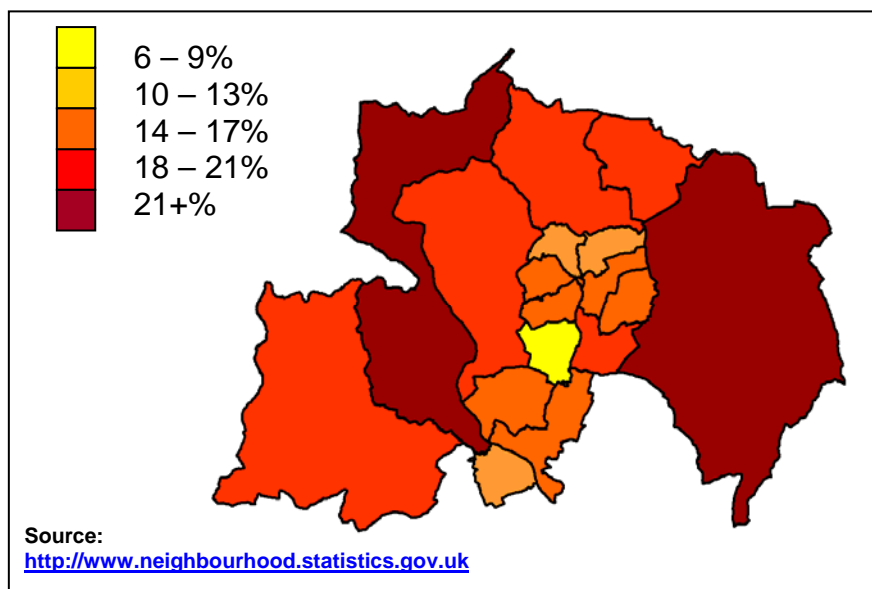 6 – 9%
10 – 13%
14 – 17%
18 – 21%
21+%
Source:
http://www.neighbourhood.statistics.gov.uk